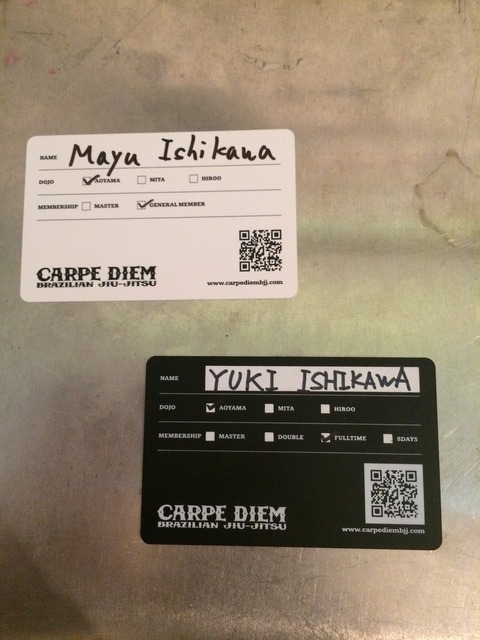 NAME Mayu Ishikawa
DOJO AOYAMA MITA HIROO
MEMBERSHIP MASTER GENERAL MEMBER
CARPE DIEM
BRAZILIAN JIU-JITSU
www.carpediembjj.com
NAME YUKI ISHIKAWA
DOJO AOYAMA MITA HIROO
MEMBERSHIP MASTER DOUBLE FULLTIME 8DAYS
CARPE DIEM
BRAZILIAN JIU-JITSU
www.carpediembjj.com